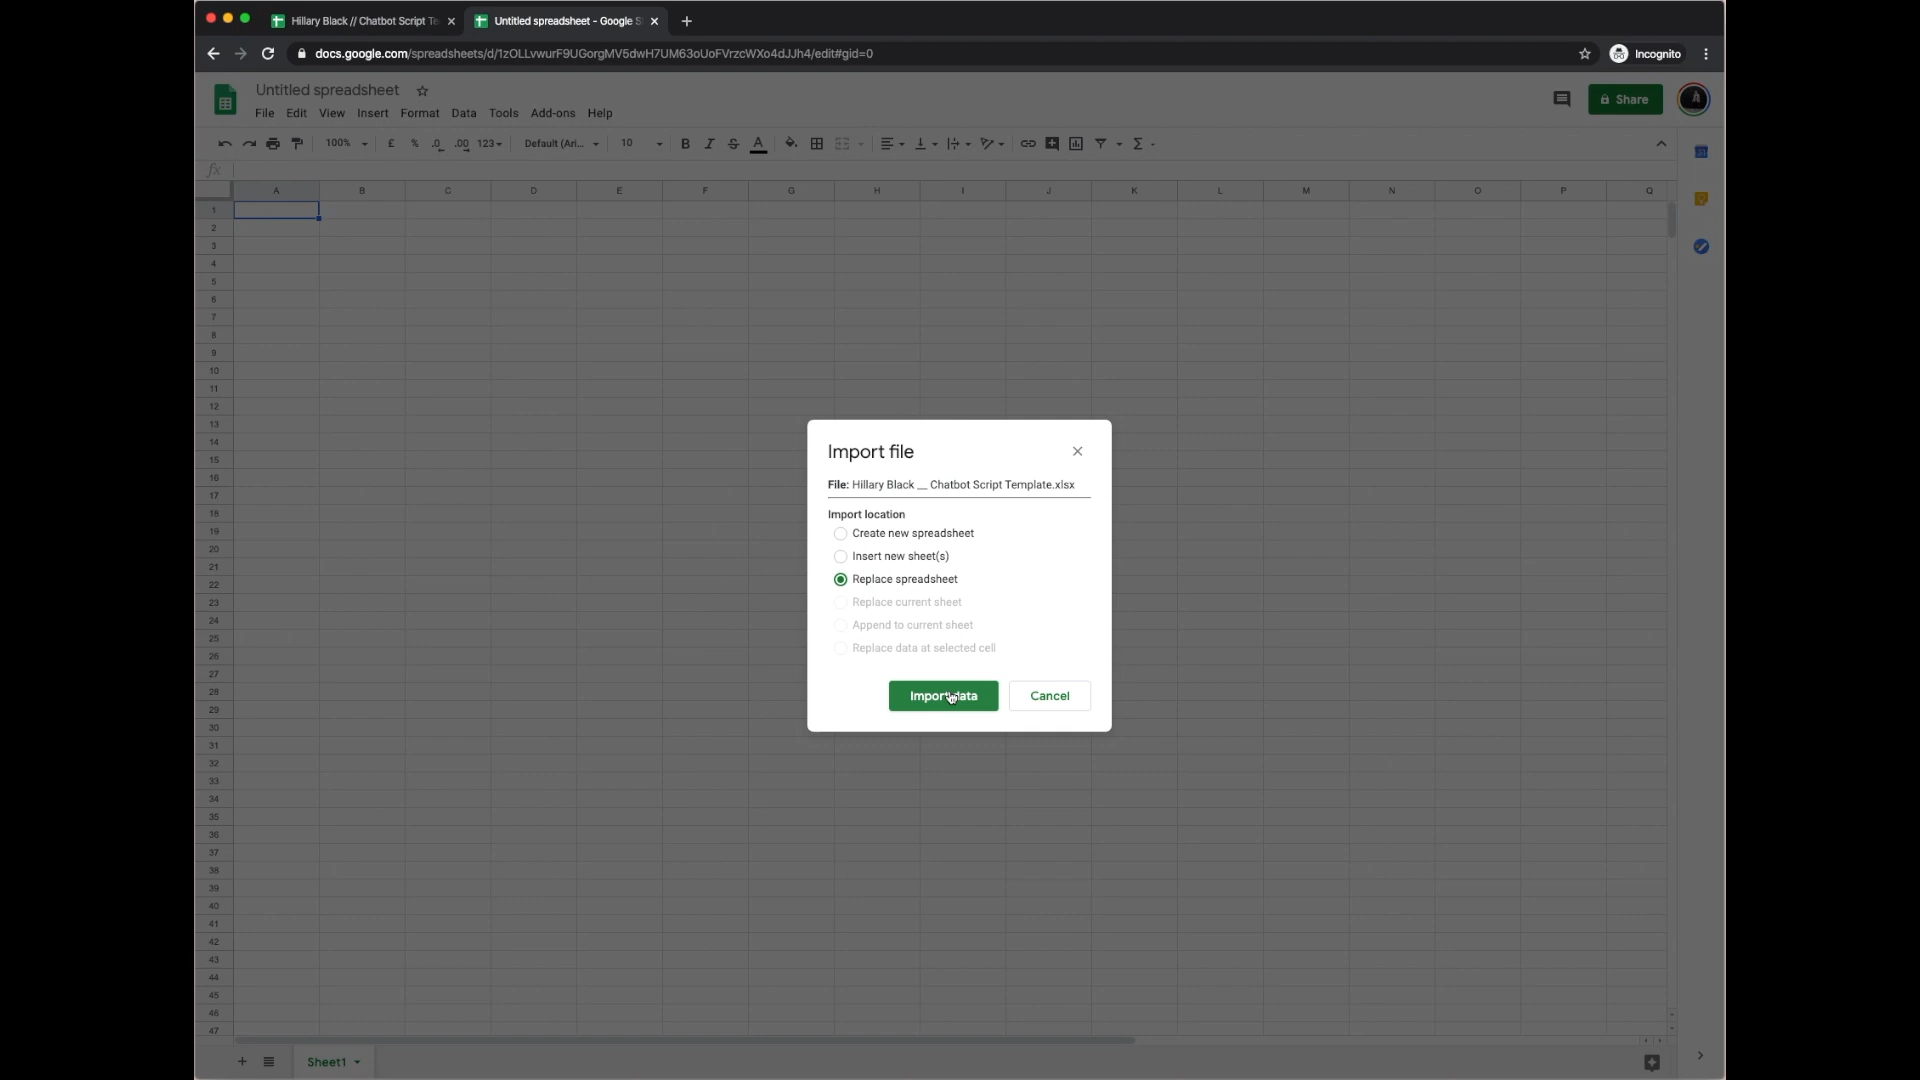 Hillary Black // Chatbot Script Te
Untitled spreadsheet - Google S
docs.google.com/spreadsheets/d/1zOLLvwurF9UGorgMV5dwH7UM63oUoFVrzcWXo4dJJh4/edit#gid=0
Incognito
Untitled spreadsheet
File Edit View Insert Format Data Tools Add-ons Help
Share
100% £ % .0 .00 123 Default (Ari... 10 B I S A Σ
fx
A B C D E F G H I J K L M N O P Q
1
2
3
4
5
6
7
8
9
10
11
12
13
14
15
16
17
18
19
20
21
22
23
24
25
26
27
28
29
30
31
32
33
34
35
36
37
38
39
40
41
42
43
44
45
46
47
Import file
File: Hillary Black __ Chatbot Script Template.xlsx
Import location
Create new spreadsheet
Insert new sheet(s)
Replace spreadsheet
Replace current sheet
Append to current sheet
Replace data at selected cell
Import data Cancel
Sheet1